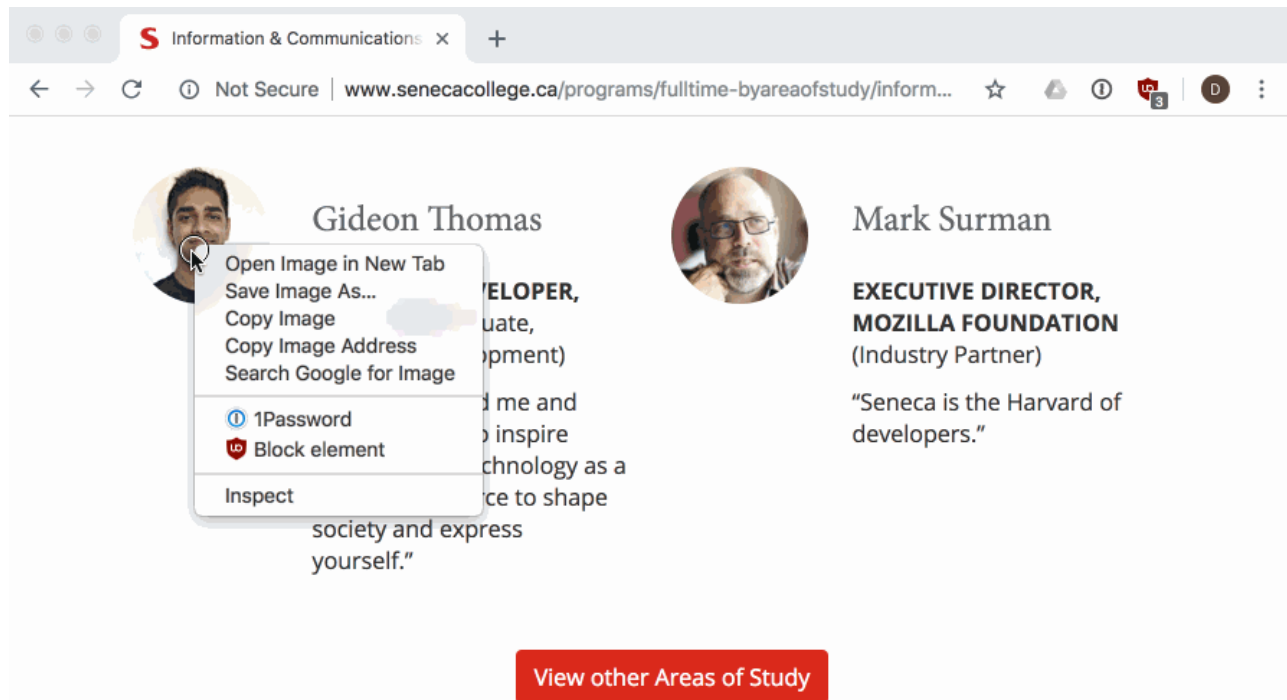 S Information & Communications
Not Secure | www.senecacollege.ca/programs/fulltime-byareaofstudy/inform...
3
D
Gideon Thomas
VELOPER,
uate,
opment)
d me and
o inspire
chnology as a
ce to shape
society and express
yourself.”
Open Image in New Tab
Save Image As...
Copy Image
Copy Image Address
Search Google for Image
1Password
Block element
Inspect
Mark Surman
EXECUTIVE DIRECTOR,
MOZILLA FOUNDATION
(Industry Partner)
“Seneca is the Harvard of
developers.”
View other Areas of Study